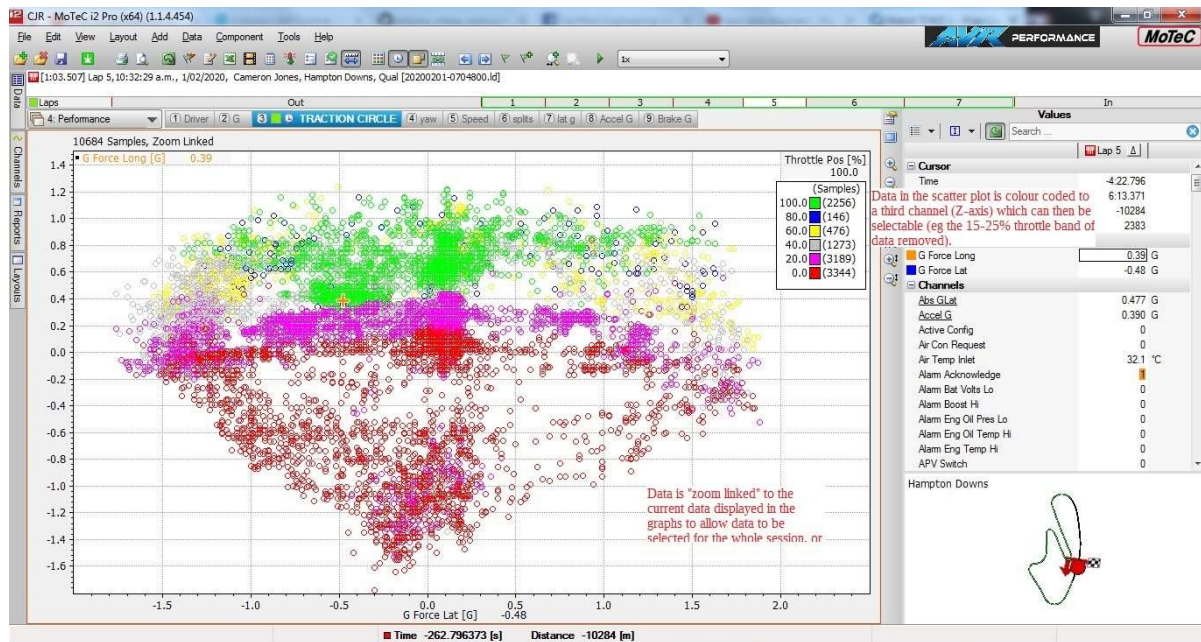 CJR - MoTeC i2 Pro (x64) (1.1.4.454)
File Edit View Layout Add Data Component Tools Help
AVR PERFORMANCE MoTeC
1x
[1:03.507] Lap 5,10:32:29 a.m., 1/02/2020, Cameron Jones, Hampton Downs, Qual [20200201-0704800.ld]
Laps Out 1 2 3 4 5 6 7 In
4: Performance 1 Driver 2 G 3 TRACTION CIRCLE 4 yaw 5 Speed 6 splits 7 lat g 8 Accel G 9 Brake G
Data
Channels
Reports
Layouts
10684 Samples, Zoom Linked
G Force Long [G] 0.39
Throttle Pos [%]
100.0
(Samples)
100.0 (2256)
80.0 (146)
60.0 (476)
40.0 (1273)
20.0 (3189)
0.0 (3344)
1.4
1.2
1.0
0.8
0.6
0.4
0.2
0.0
-0.2
-0.4
-0.6
-0.8
-1.0
-1.2
-1.4
-1.6
-1.5 -1.0 -0.5 0.0 0.5 1.0 1.5 2.0
G Force Lat [G] -0.48
Data is "zoom linked" to the
current data displayed in the
graphs to allow data to be
selected for the whole session, or
Values
Search ...
Lap 5 Δ
Cursor
Time -4:22.796
6:13.371
-10284
2383
Data in the scatter plot is colour coded to
a third channel (Z-axis) which can then be
selectable (eg the 15-25% throttle band of
data removed).
G Force Long 0.39 G
G Force Lat -0.48 G
Channels
Abs GLat 0.477 G
Accel G 0.390 G
Active Config 0
Air Con Request 0
Air Temp Inlet 32.1 °C
Alarm Acknowledge 1
Alarm Bat Volts Lo 0
Alarm Boost Hi 0
Alarm Eng Oil Pres Lo 0
Alarm Eng Oil Temp Hi 0
Alarm Eng Temp Hi 0
APV Switch 0
Hampton Downs
Time -262.796373 [s] Distance -10284 [m]